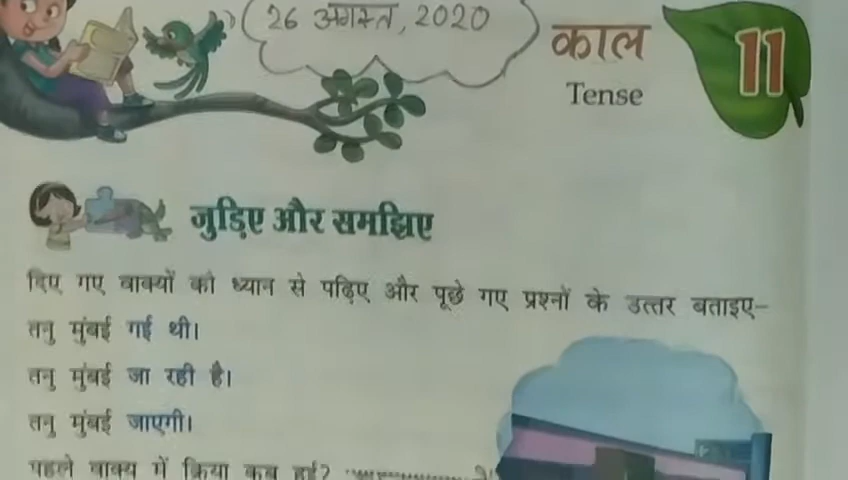 26 अगस्त, 2020
काल
Tense
11
जुड़िए और समझिए
दिए गए वाक्यों को ध्यान से पढ़िए और पूछे गए प्रश्नों के उत्तर बताइए–
तनु मुंबई गई थी।
तनु मुंबई जा रही है।
तनु मुंबई जाएगी।
पहले वाक्य में क्रिया कब हुई?